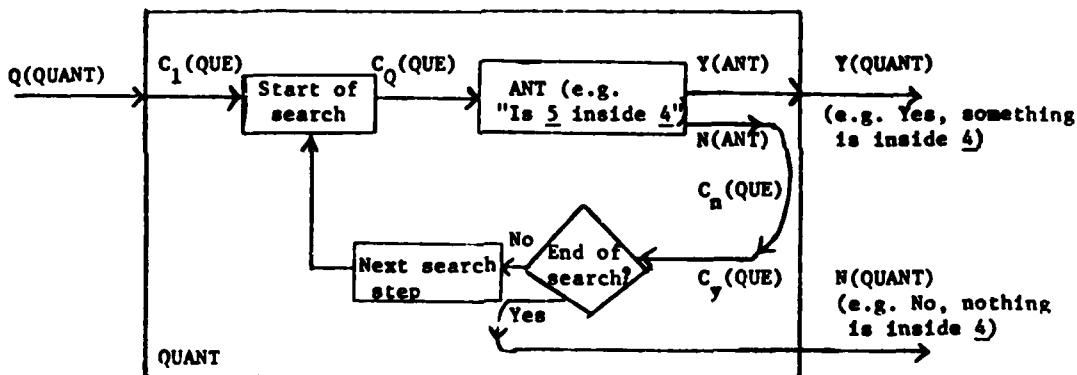 Q(QUANT)
C1(QUE)
Start of
search
CQ(QUE)
ANT (e.g.
"Is 5 inside 4"
Y(ANT)
N(ANT)
Y(QUANT)
(e.g. Yes, something
is inside 4)
Cn(QUE)
No
End of
search?
Cy(QUE)
Next search
step
Yes
N(QUANT)
(e.g. No, nothing
is inside 4)
QUANT